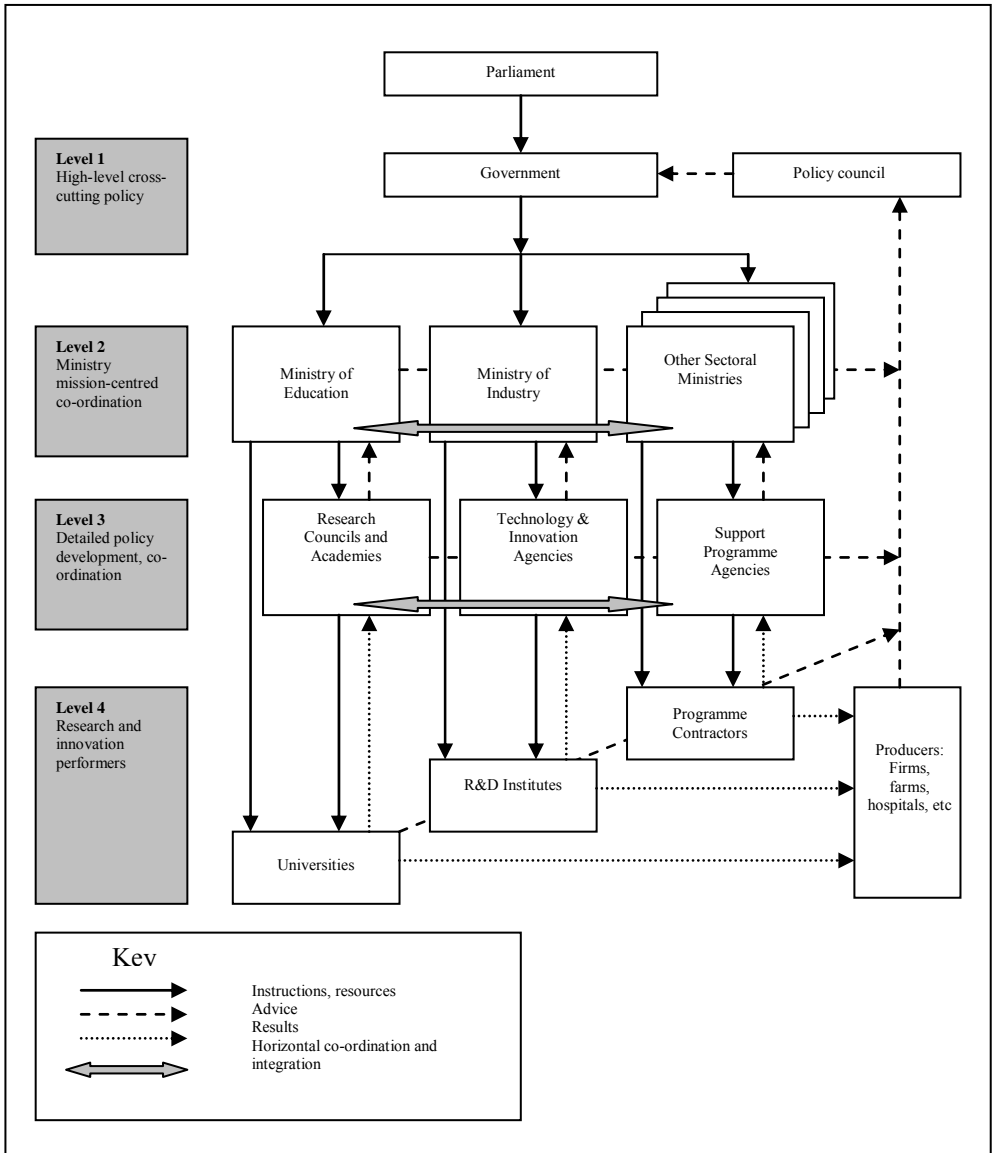 Parliament
Level 1
High-level cross-
cutting policy
Government
Policy council
Level 2
Ministry
mission-centred
co-ordination
Ministry of
Education
Ministry of
Industry
Other Sectoral
Ministries
Level 3
Detailed policy
development, co-
ordination
Research
Councils and
Academies
Technology &
Innovation
Agencies
Support
Programme
Agencies
Level 4
Research and
innovation
performers
Programme
Contractors
R&D Institutes
Universities
Producers:
Firms,
farms,
hospitals, etc
Kev
Instructions, resources
Advice
Results
Horizontal co-ordination and
integration